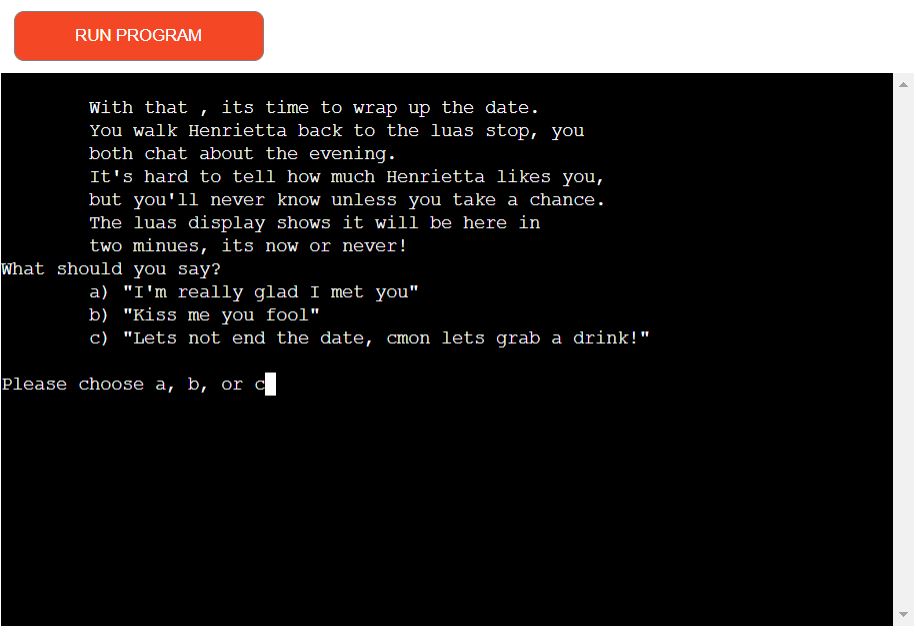 RUN PROGRAM
With that , its time to wrap up the date.
You walk Henrietta back to the luas stop, you
both chat about the evening.
It's hard to tell how much Henrietta likes you,
but you'll never know unless you take a chance.
The luas display shows it will be here in
two minues, its now or never!
What should you say?
a) "I'm really glad I met you"
b) "Kiss me you fool"
c) "Lets not end the date, cmon lets grab a drink!"
Please choose a, b, or c